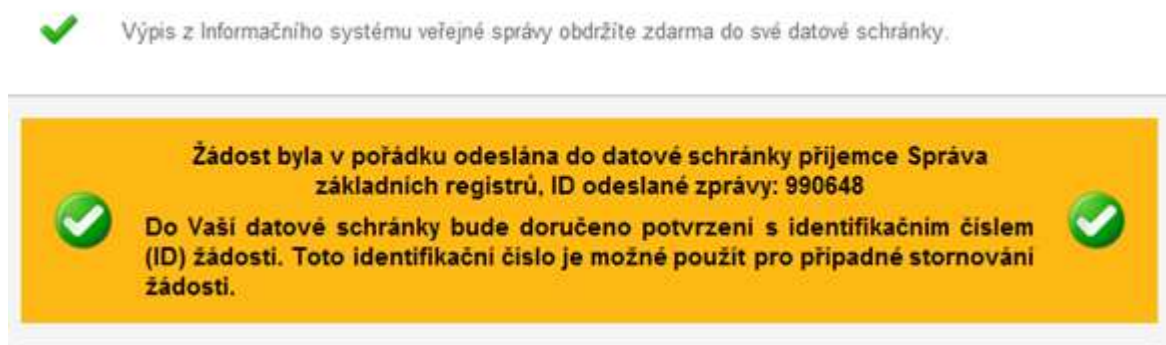 Výpis z Informačního systému veřejné správy obdržíte zdarma do své datové schránky.
Žádost byla v pořádku odeslána do datové schránky příjemce Správa
základních registrů, ID odeslané zprávy: 990648
Do Vaší datové schránky bude doručeno potvrzení s identifikačním číslem
(ID) žádosti. Toto identifikační číslo je možné použít pro případné stornování
žádosti.